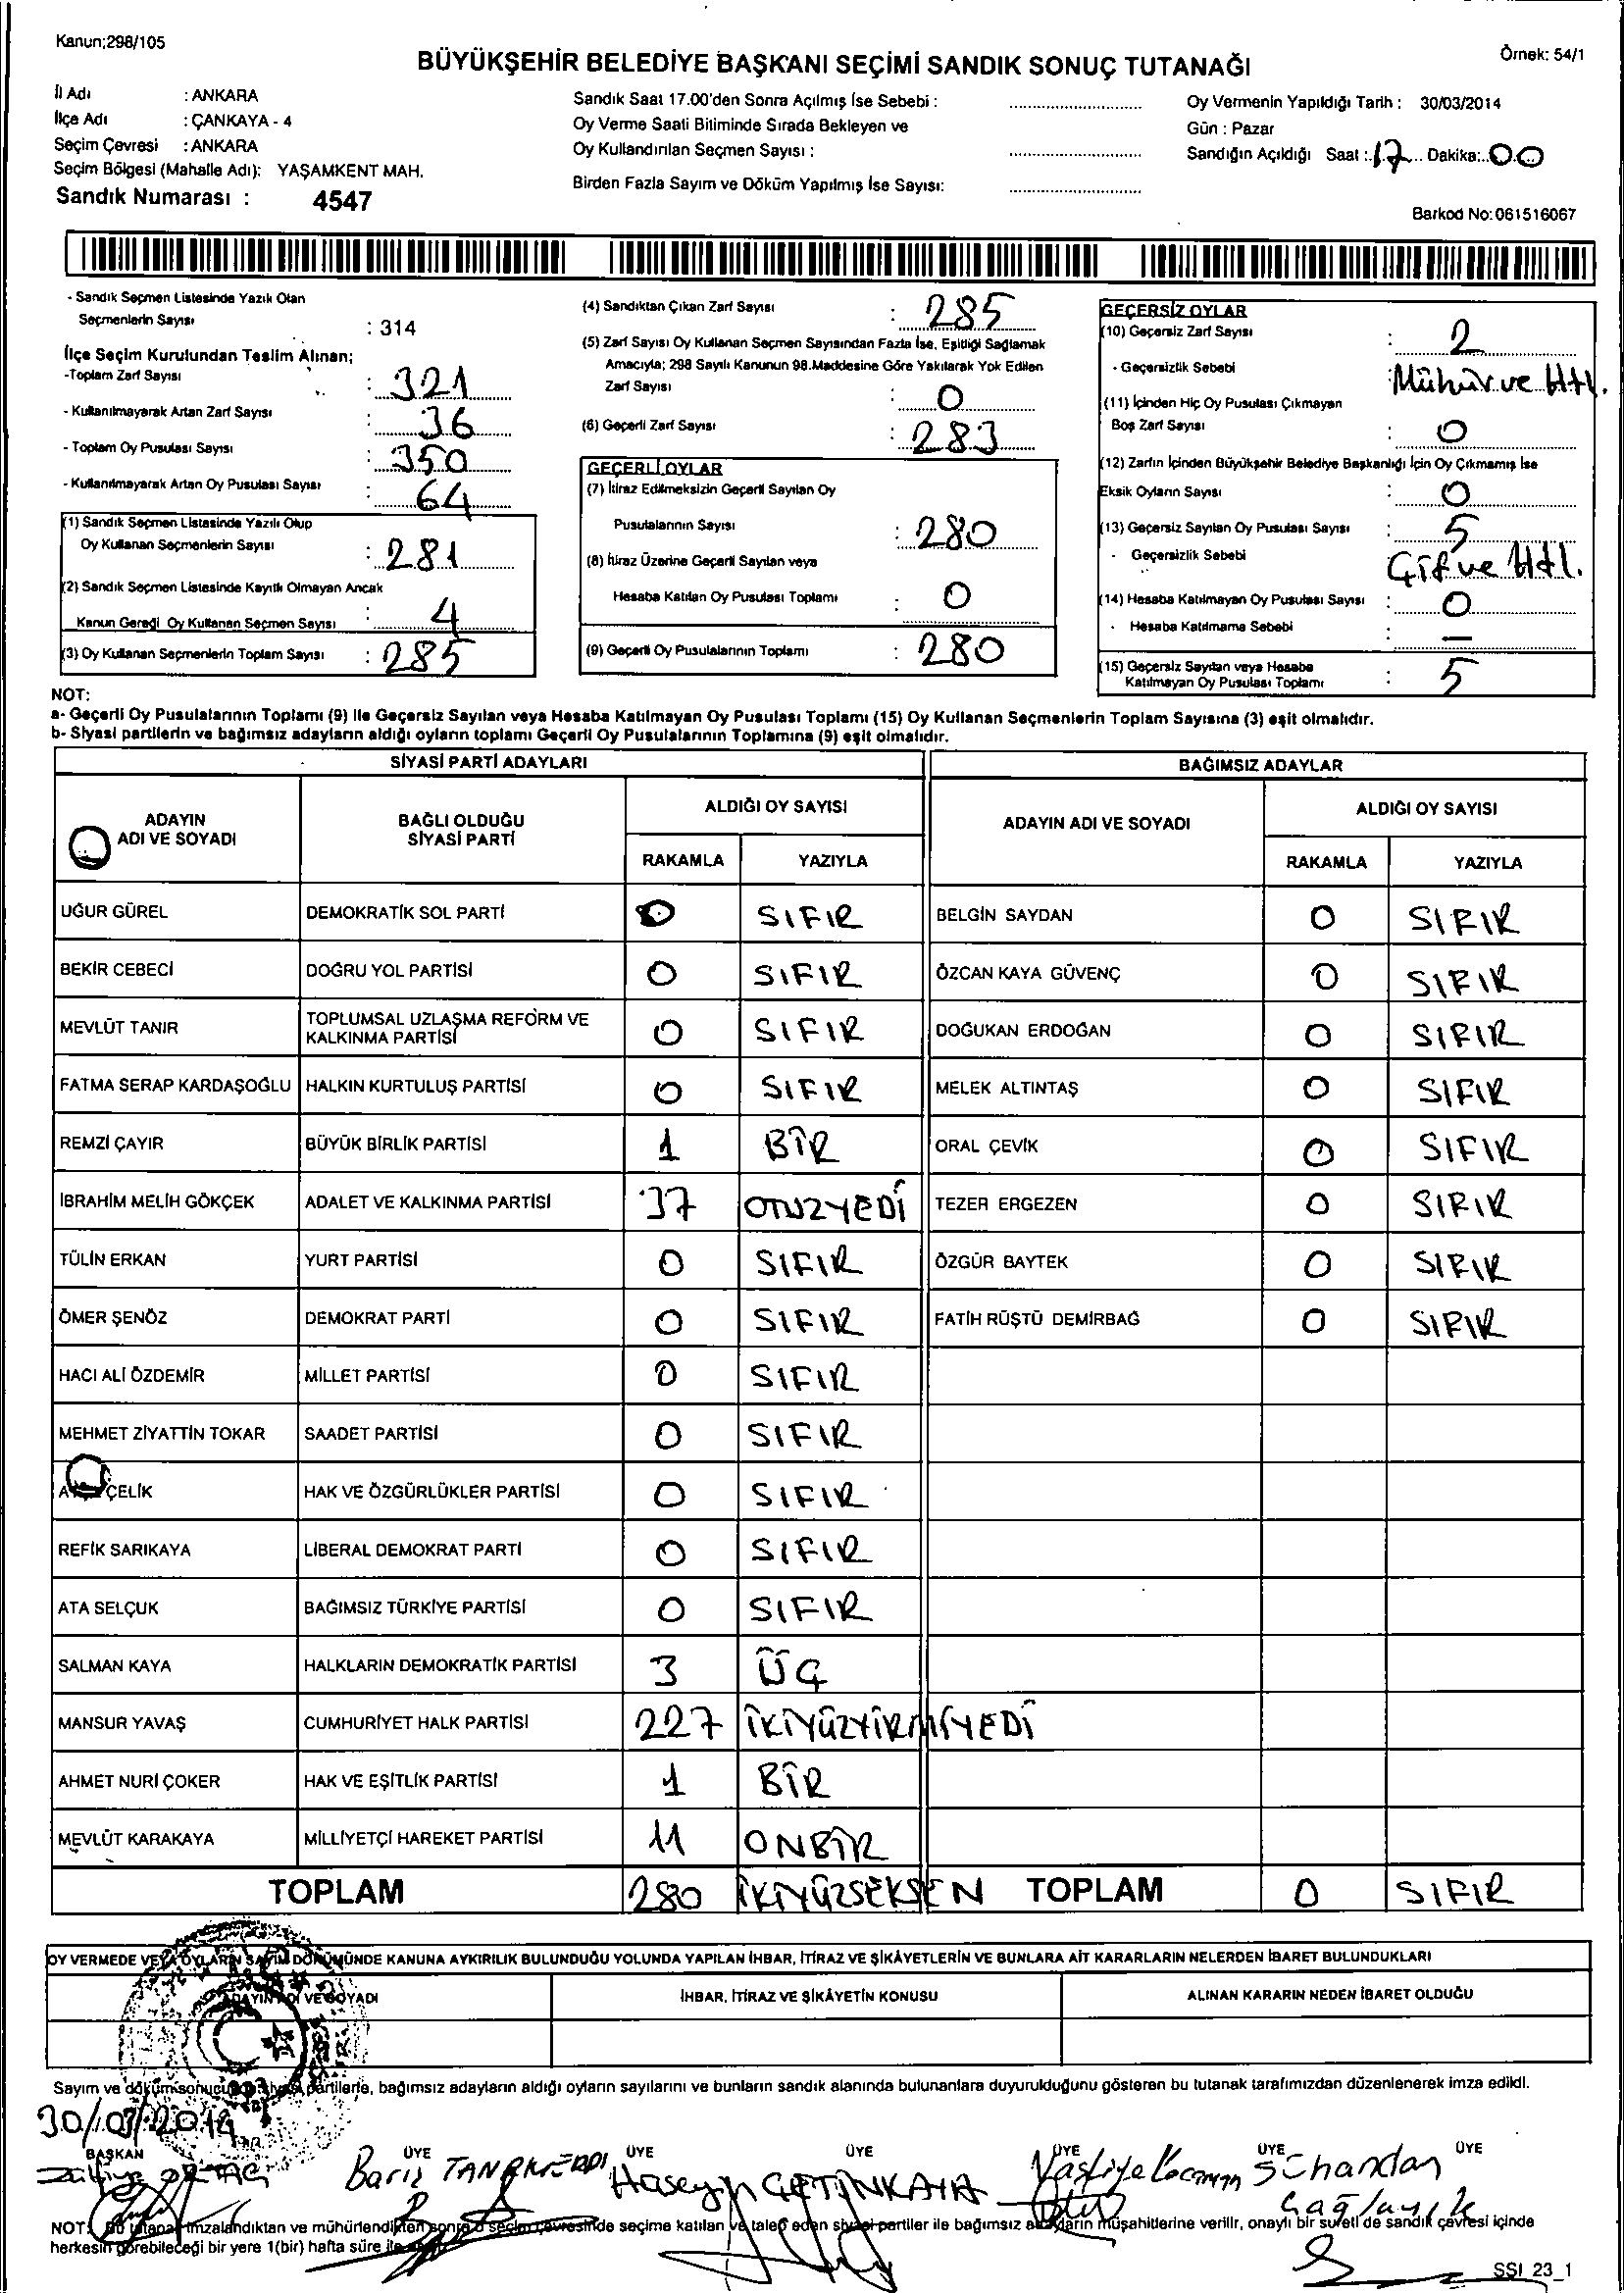 Kanun;298/105
Örnek: 54/1
BÜYÜKŞEHİR BELEDİYE BAŞKANI SEÇİMİ SANDIK SONUÇ TUTANAĞI
İl Adı : ANKARA
İlçe Adı : ÇANKAYA - 4
Seçim Çevresi : ANKARA
Seçim Bölgesi (Mahalle Adı): YAŞAMKENT MAH.
Sandık Numarası : 4547
Sandık Saat 17.00'den Sonra Açılmış İse Sebebi :
Oy Verme Saati Bitiminde Sırada Bekleyen ve
Oy Kullandırılan Seçmen Sayısı :
Birden Fazla Sayım ve Döküm Yapılmış İse Sayısı:
Oy Vermenin Yapıldığı Tarih : 30/03/2014
Gün : Pazar
Sandığın Açıldığı Saat : 17 Dakika: 00
Barkod No:061516067
- Sandık Seçmen Listesinde Yazılı Olan
Seçmenlerin Sayısı : 314
İlçe Seçim Kurulundan Teslim Alınan;
-Toplam Zarf Sayısı : 321
- Kullanılmayarak Artan Zarf Sayısı : 36
- Toplam Oy Pusulası Sayısı : 350
- Kullanılmayarak Artan Oy Pusulası Sayısı : 64
(1) Sandık Seçmen Listesinde Yazılı Olup
Oy Kullanan Seçmenlerin Sayısı : 281
(2) Sandık Seçmen Listesinde Kayıtlı Olmayan Ancak
Kanun Gereği Oy Kullanan Seçmen Sayısı : 4
(3) Oy Kullanan Seçmenlerin Toplam Sayısı : 285
(4) Sandıktan Çıkan Zarf Sayısı : 285
(5) Zarf Sayısı Oy Kullanan Seçmen Sayısından Fazla İse, Eşitliği Sağlamak
Amacıyla; 298 Sayılı Kanunun 98.Maddesine Göre Yakılarak Yok Edilen
Zarf Sayısı : 0
(6) Geçerli Zarf Sayısı : 283
GEÇERLİ OYLAR
(7) İtiraz Edilmeksizin Geçerli Sayılan Oy
Pusulalarının Sayısı : 280
(8) İtiraz Üzerine Geçerli Sayılan veya
Hesaba Katılan Oy Pusulası Toplamı : 0
(9) Geçerli Oy Pusulalarının Toplamı : 280
GEÇERSİZ OYLAR
(10) Geçersiz Zarf Sayısı : 2
- Geçersizlik Sebebi : Mühür ve Htl.
(11) İçinden Hiç Oy Pusulası Çıkmayan
Boş Zarf Sayısı : 0
(12) Zarfın İçinden Büyükşehir Belediye Başkanlığı İçin Oy Çıkmamış İse
Eksik Oyların Sayısı : 0
(13) Geçersiz Sayılan Oy Pusulası Sayısı : 5
- Geçersizlik Sebebi : Çif ve Htl.
(14) Hesaba Katılmayan Oy Pusulası Sayısı : 0
- Hesaba Katılmama Sebebi : —
(15) Geçersiz Sayılan veya Hesaba
Katılmayan Oy Pusulası Toplamı : 5
NOT:
a- Geçerli Oy Pusulalarının Toplamı (9) ile Geçersiz Sayılan veya Hesaba Katılmayan Oy Pusulası Toplamı (15) Oy Kullanan Seçmenlerin Toplam Sayısına (3) eşit olmalıdır.
b- Siyasi partilerin ve bağımsız adayların aldığı oyların toplamı Geçerli Oy Pusulalarının Toplamına (9) eşit olmalıdır.
SİYASİ PARTİ ADAYLARI BAĞIMSIZ ADAYLAR
ADAYIN
ADI VE SOYADI
BAĞLI OLDUĞU
SİYASİ PARTİ
ALDIĞI OY SAYISI
RAKAMLA YAZIYLA
ADAYIN ADI VE SOYADI
ALDIĞI OY SAYISI
RAKAMLA YAZIYLA
UĞUR GÜREL DEMOKRATİK SOL PARTİ 0 SIFIR BELGİN SAYDAN 0 SIFIR
BEKİR CEBECİ DOĞRU YOL PARTİSİ 0 SIFIR ÖZCAN KAYA GÜVENÇ 0 SIFIR
MEVLÜT TANIR TOPLUMSAL UZLAŞMA REFORM VE
KALKINMA PARTİSİ 0 SIFIR DOĞUKAN ERDOĞAN 0 SIFIR
FATMA SERAP KARDAŞOĞLU HALKIN KURTULUŞ PARTİSİ 0 SIFIR MELEK ALTINTAŞ 0 SIFIR
REMZİ ÇAYIR BÜYÜK BİRLİK PARTİSİ 1 BİR ORAL ÇEVİK 0 SIFIR
İBRAHİM MELİH GÖKÇEK ADALET VE KALKINMA PARTİSİ 37 OTUZYEDİ TEZER ERGEZEN 0 SIFIR
TÜLİN ERKAN YURT PARTİSİ 0 SIFIR ÖZGÜR BAYTEK 0 SIFIR
ÖMER ŞENÖZ DEMOKRAT PARTİ 0 SIFIR FATİH RÜŞTÜ DEMİRBAĞ 0 SIFIR
HACI ALİ ÖZDEMİR MİLLET PARTİSİ 0 SIFIR
MEHMET ZİYATTİN TOKAR SAADET PARTİSİ 0 SIFIR
ÇELİK HAK VE ÖZGÜRLÜKLER PARTİSİ 0 SIFIR
REFİK SARIKAYA LİBERAL DEMOKRAT PARTİ 0 SIFIR
ATA SELÇUK BAĞIMSIZ TÜRKİYE PARTİSİ 0 SIFIR
SALMAN KAYA HALKLARIN DEMOKRATİK PARTİSİ 3 ÜÇ
MANSUR YAVAŞ CUMHURİYET HALK PARTİSİ 227 İKİYÜZYİRMİYEDİ
AHMET NURİ ÇOKER HAK VE EŞİTLİK PARTİSİ 1 BİR
MEVLÜT KARAKAYA MİLLİYETÇİ HAREKET PARTİSİ 11 ONBİR
TOPLAM 280 İKİYÜZSEKSEN TOPLAM 0 SIFIR
OY VERMEDE VEYA OYLARIN SAYIM DÖKÜMÜNDE KANUNA AYKIRILIK BULUNDUĞU YOLUNDA YAPILAN İHBAR, İTİRAZ VE ŞİKÂYETLERİN VE BUNLARA AİT KARARLARIN NELERDEN İBARET BULUNDUKLARI
ADAYIN ADI VE SOYADI İHBAR, İTİRAZ VE ŞİKÂYETİN KONUSU ALINAN KARARIN NEDEN İBARET OLDUĞU
Sayım ve döküm sonucunda siyasi partilerle, bağımsız adayların aldığı oyların sayılarını ve bunların sandık alanında bulunanlara duyurulduğunu gösteren bu tutanak tarafımızdan düzenlenerek imza edildi.
30/03/2014
BAŞKAN ÜYE ÜYE ÜYE ÜYE ÜYE ÜYE
Barış Hüseyin ÇETİNKAYA
NOT: Bu tutanak imzalandıktan ve mühürlendikten sonra o seçim çevresinde seçime katılan ve talep eden siyasi partiler ile bağımsız adayların müşahitlerine verilir, onaylı bir sureti de sandık çevresi içinde
herkesin görebileceği bir yere 1(bir) hafta süre ile
SSI_23_1